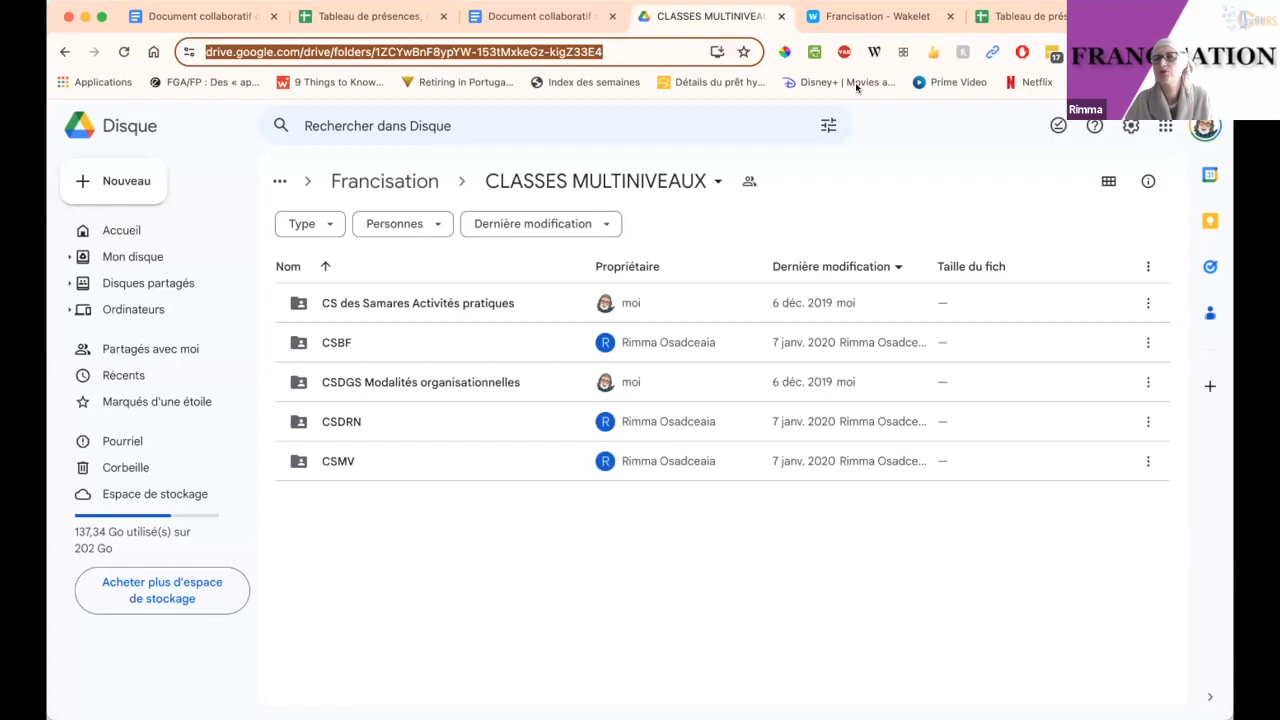 Document collaboratif
Tableau de présences,
Document collaboratif
CLASSES MULTINIVEAU
Francisation - Wakelet
Tableau de prés
drive.google.com/drive/folders/1ZCYwBnF8ypYW-153tMxkeGz-kigZ33E4
17
Applications
FGA/FP : Des « ap...
9 Things to Know...
Retiring in Portuga...
Index des semaines
Détails du prêt hy...
Disney+ | Movies a...
Prime Video
Netflix
FRANCISATION
Rimma
Disque
Rechercher dans Disque
Nouveau
Francisation
CLASSES MULTINIVEAUX
Type
Personnes
Dernière modification
Accueil
Mon disque
Disques partagés
Ordinateurs
Partagés avec moi
Récents
Marqués d'une étoile
Pourriel
Corbeille
Espace de stockage
137,34 Go utilisé(s) sur
202 Go
Acheter plus d'espace
de stockage
Nom Propriétaire Dernière modification Taille du fich
CS des Samares Activités pratiques moi 6 déc. 2019 moi —
CSBF R Rimma Osadceaia 7 janv. 2020 Rimma Osadce... —
CSDGS Modalités organisationnelles moi 6 déc. 2019 moi —
CSDRN R Rimma Osadceaia 7 janv. 2020 Rimma Osadce... —
CSMV R Rimma Osadceaia 7 janv. 2020 Rimma Osadce... —